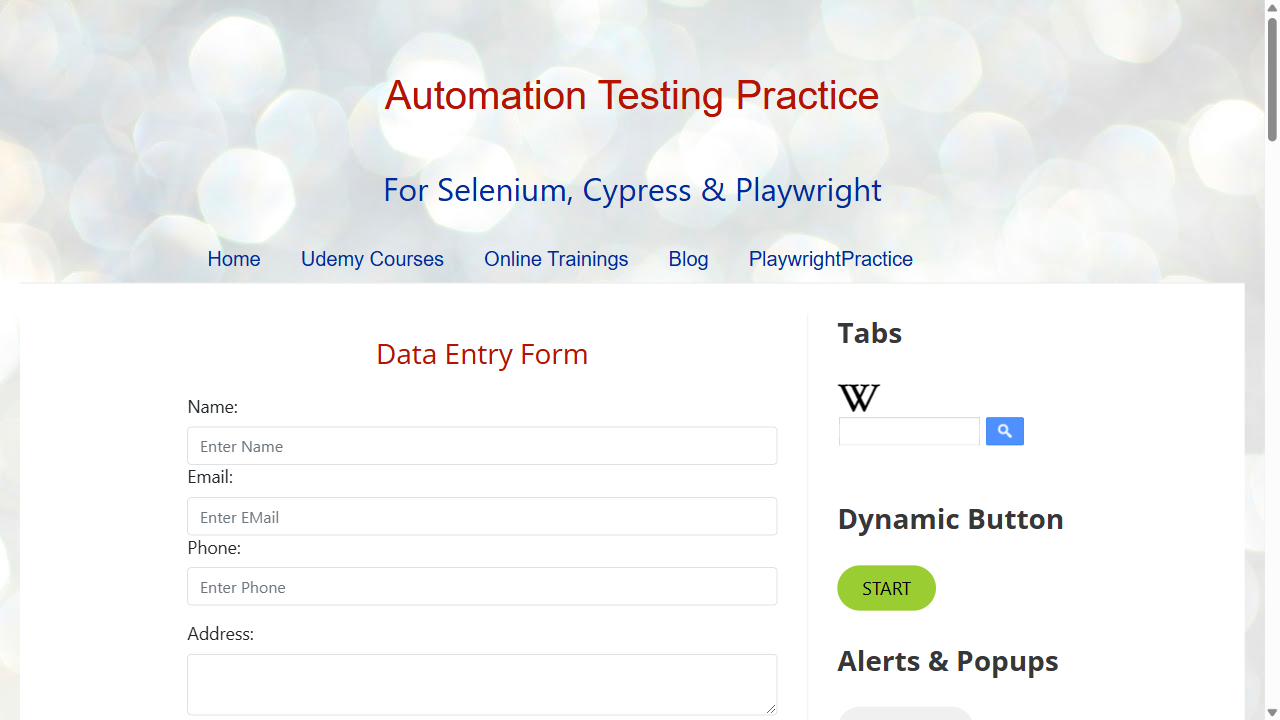 Automation Testing Practice
For Selenium, Cypress & Playwright
Home Udemy Courses Online Trainings Blog PlaywrightPractice
Data Entry Form
Name:
Enter Name
Email:
Enter EMail
Phone:
Enter Phone
Address:
Tabs
W
Dynamic Button
START
Alerts & Popups